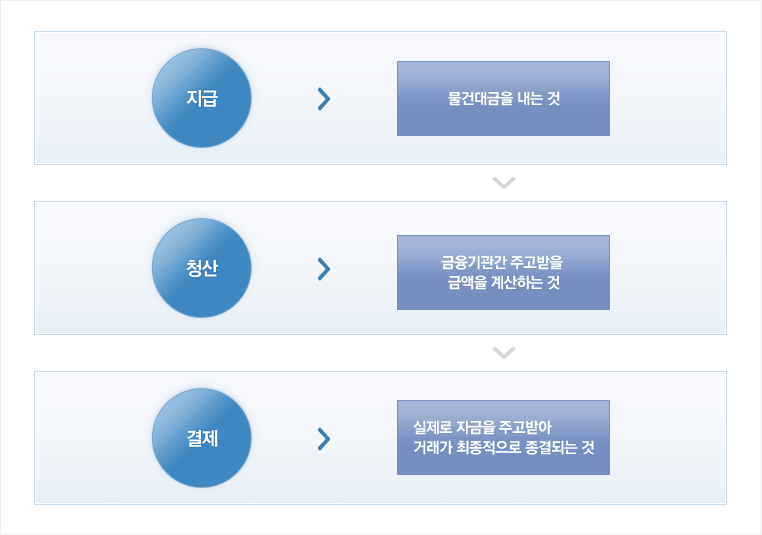 지급
물건대금을 내는 것
청산
금융기관간 주고받을
금액을 계산하는 것
결제
실제로 자금을 주고받아
거래가 최종적으로 종결되는 것